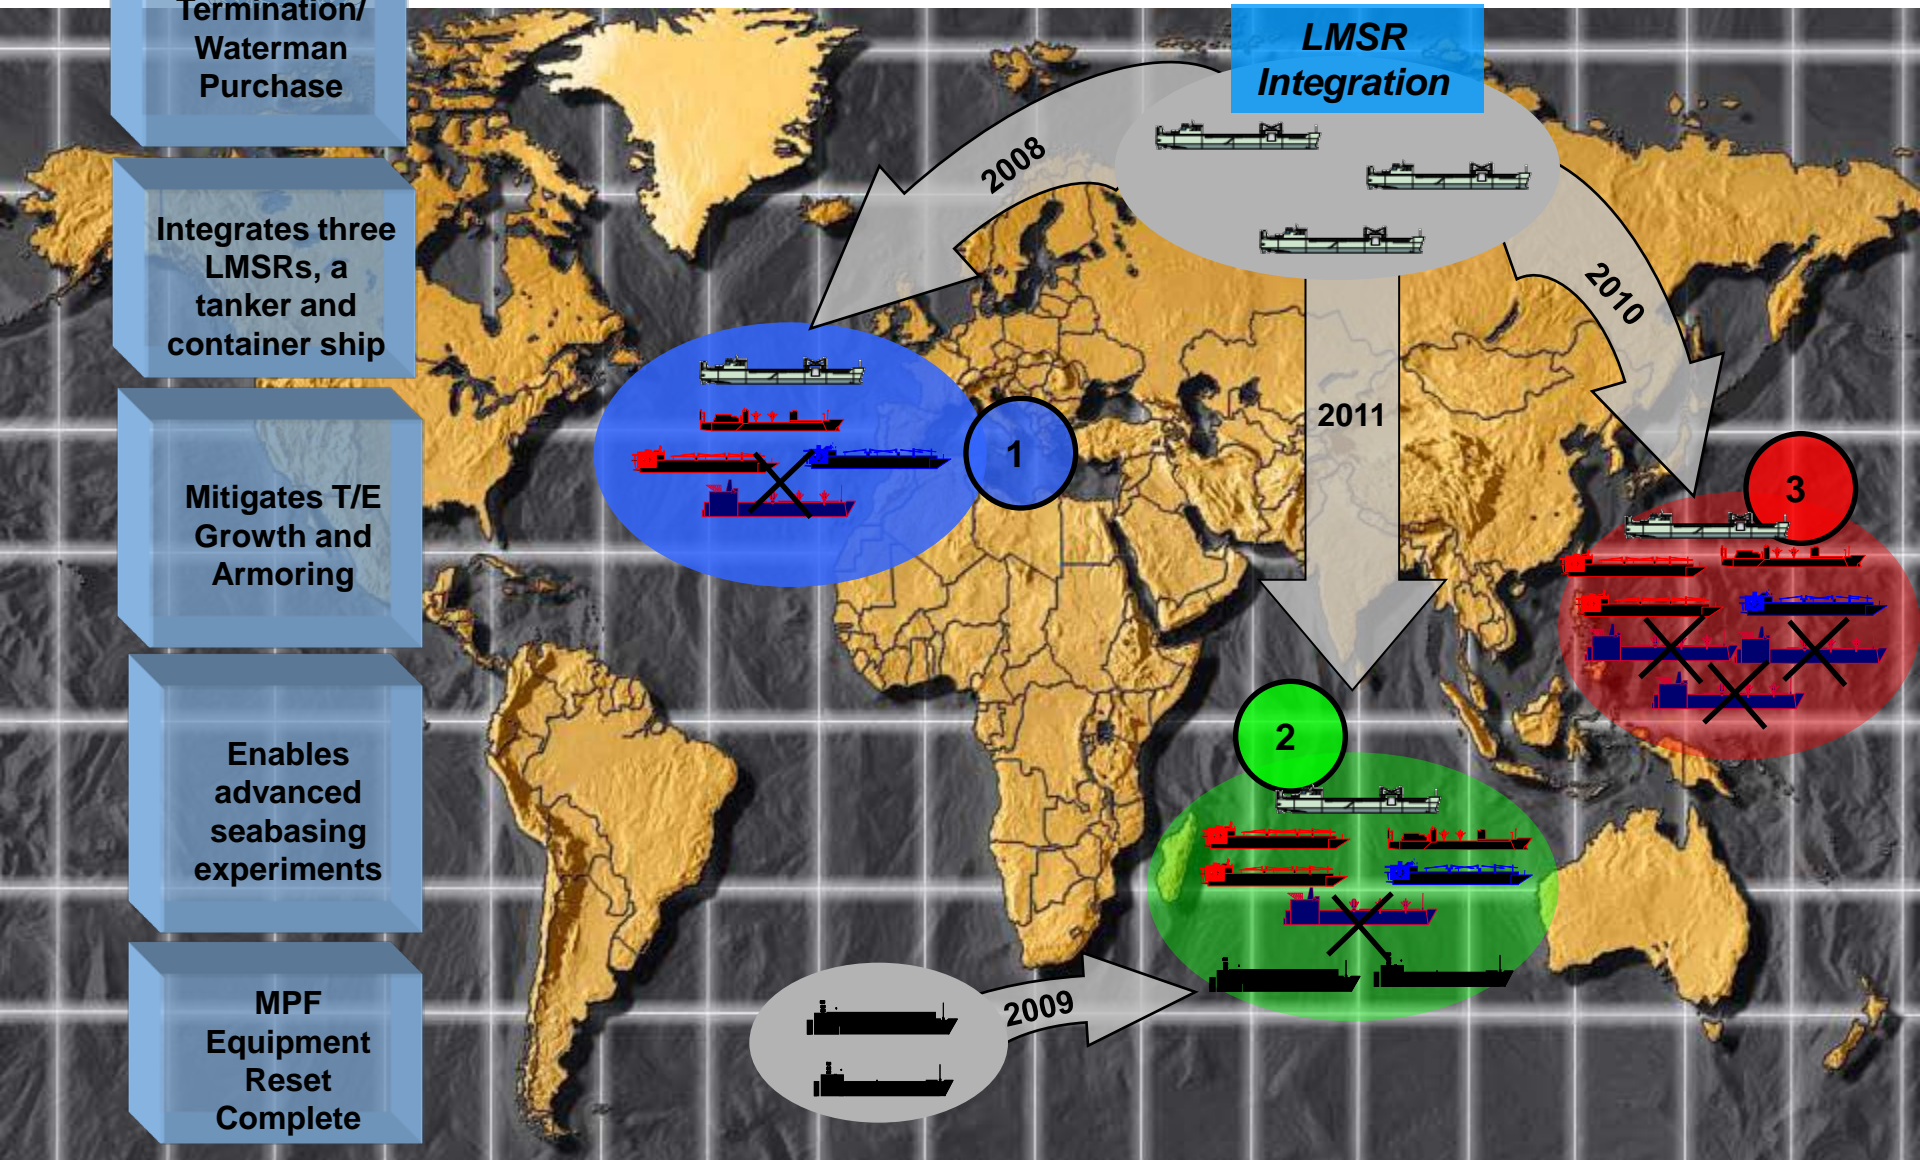 Termination/
Waterman
Purchase
Integrates three
LMSRs, a
tanker and
container ship
Mitigates T/E
Growth and
Armoring
Enables
advanced
seabasing
experiments
MPF
Equipment
Reset
Complete
LMSR
Integration
2008
2010
2011
1
3
2
2009